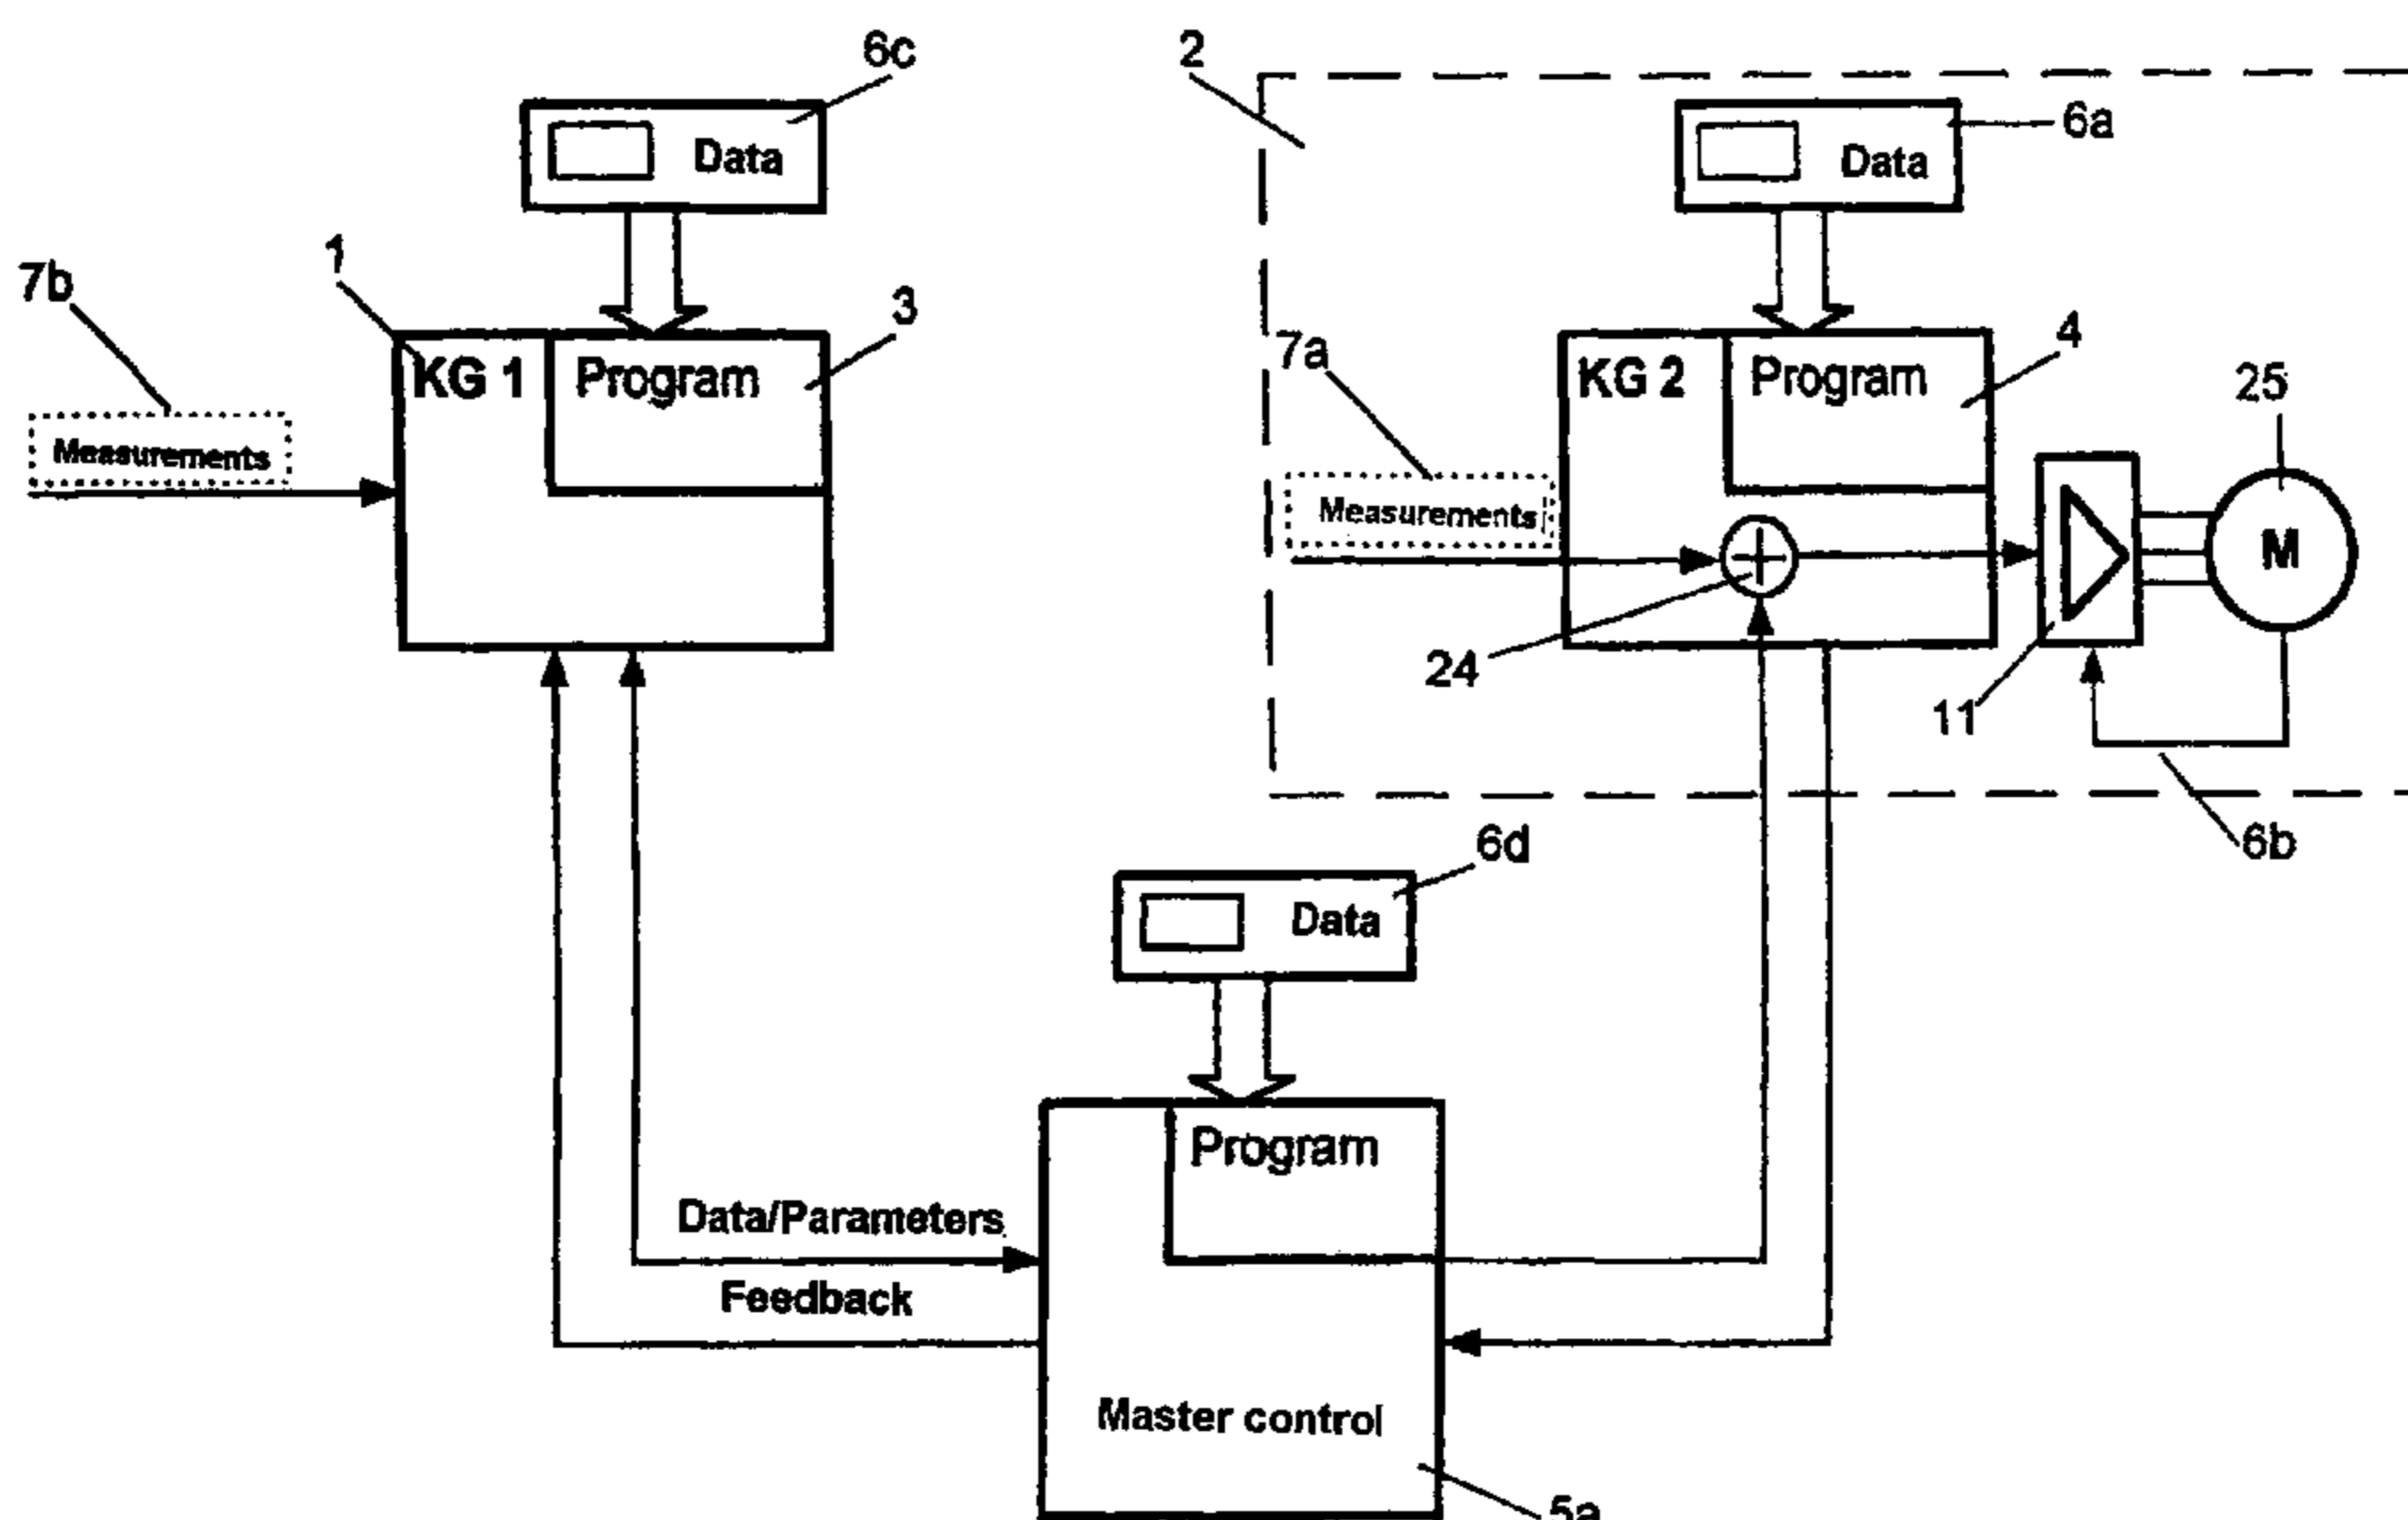 6c
2
6a
Data
Data
1
7b
3
7a
4
KG 1
Program
KG 2
Program
25
Measurements
Measurements
M
24
11
6d
6b
Data
Program
Data/Parameters
Feedback
Master control
5a